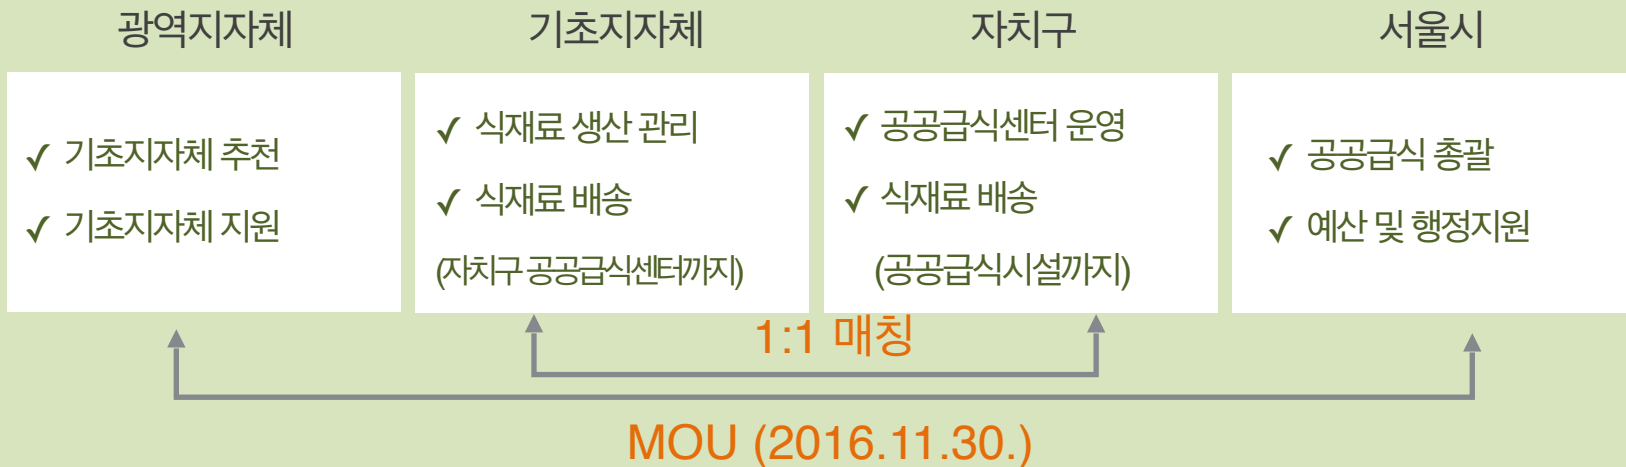 광역지자체
✓ 기초지자체 추천
✓ 기초지자체 지원
기초지자체
✓ 식재료 생산 관리
✓ 식재료 배송
(자치구 공공급식센터까지)
자치구
✓ 공공급식센터 운영
✓ 식재료 배송
(공공급식시설까지)
서울시
✓ 공공급식 총괄
✓ 예산 및 행정지원
1:1 매칭
MOU (2016.11.30.)